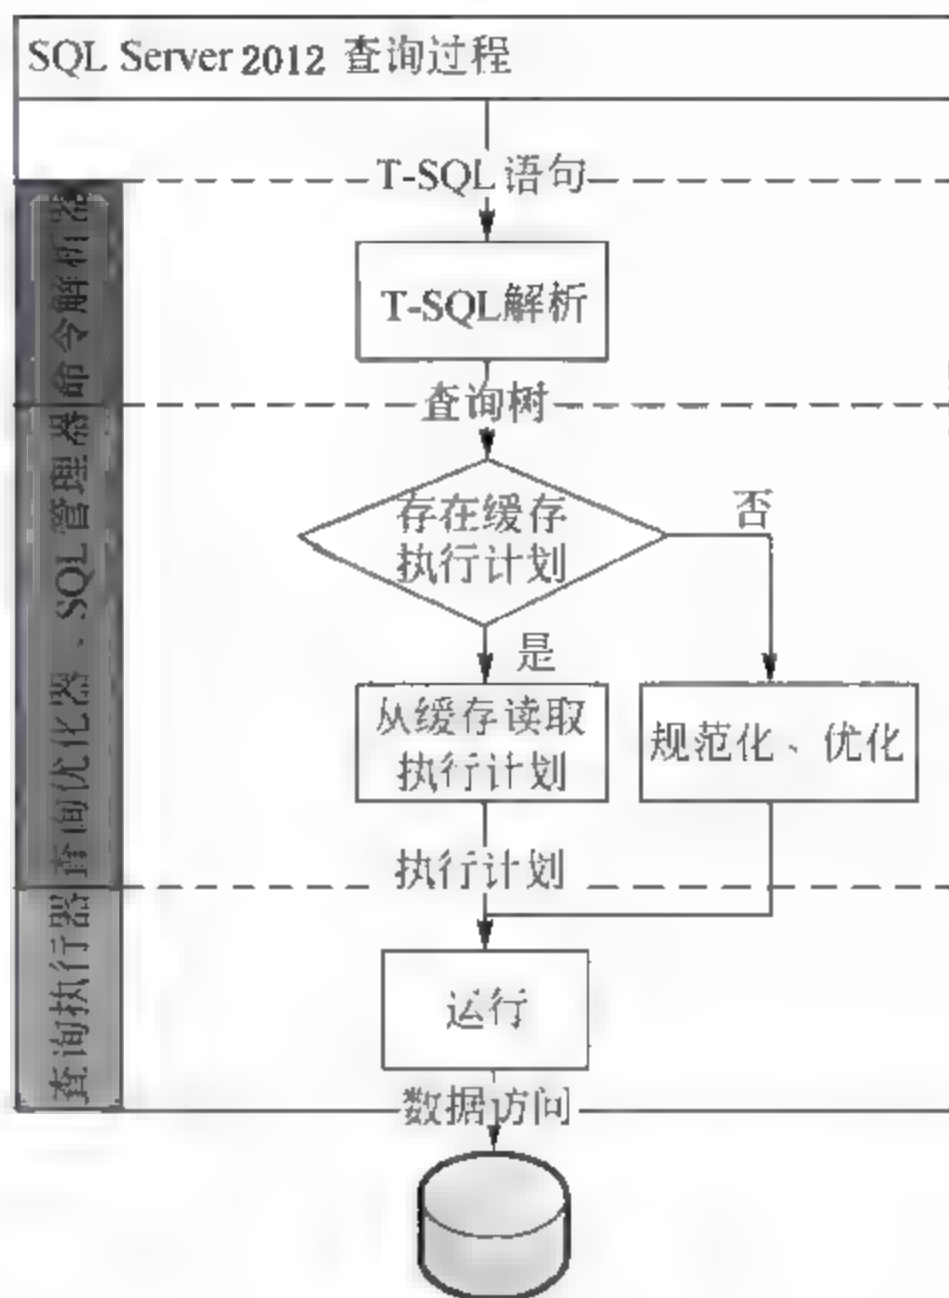 SQL Server 2012 查询过程
T-SQL 语句
T-SQL解析
查询树
存在缓存
执行计划
否
是
从缓存读取
执行计划
规范化、优化
执行计划
运行
数据访问
命令解析器
查询优化器、SQL 管理器
查询执行器